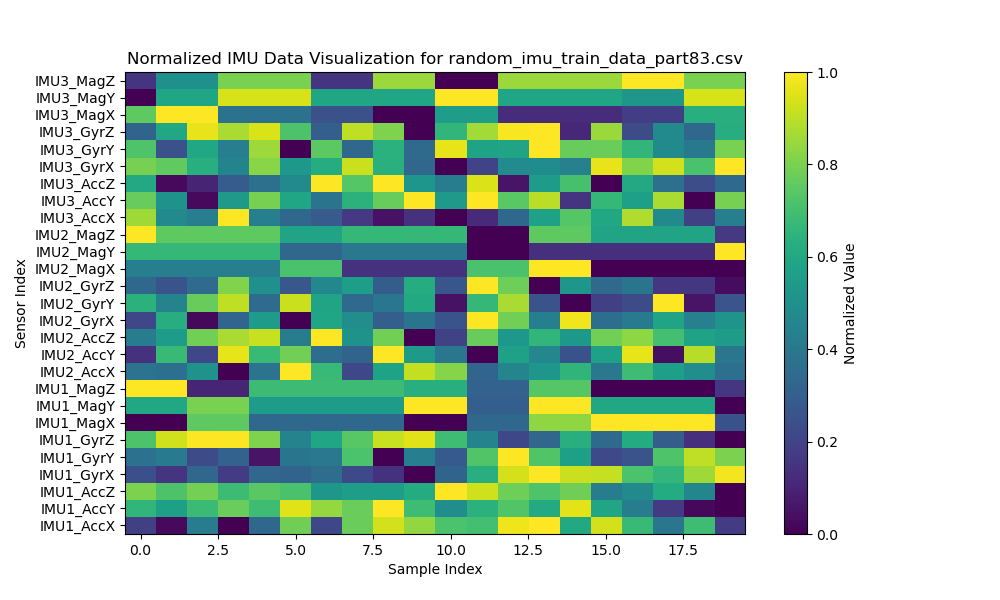 Normalized IMU Data Visualization for random_imu_train_data_part83.csv
IMU3_MagZ
IMU3_MagY
IMU3_MagX
IMU3_GyrZ
IMU3_GyrY
IMU3_GyrX
IMU3_AccZ
IMU3_AccY
IMU3_AccX
IMU2_MagZ
IMU2_MagY
IMU2_MagX
IMU2_GyrZ
IMU2_GyrY
IMU2_GyrX
IMU2_AccZ
IMU2_AccY
IMU2_AccX
IMU1_MagZ
IMU1_MagY
IMU1_MagX
IMU1_GyrZ
IMU1_GyrY
IMU1_GyrX
IMU1_AccZ
IMU1_AccY
IMU1_AccX
Sensor Index
0.0 2.5 5.0 7.5 10.0 12.5 15.0 17.5
Sample Index
1.0
0.8
0.6
0.4
0.2
0.0
Normalized Value